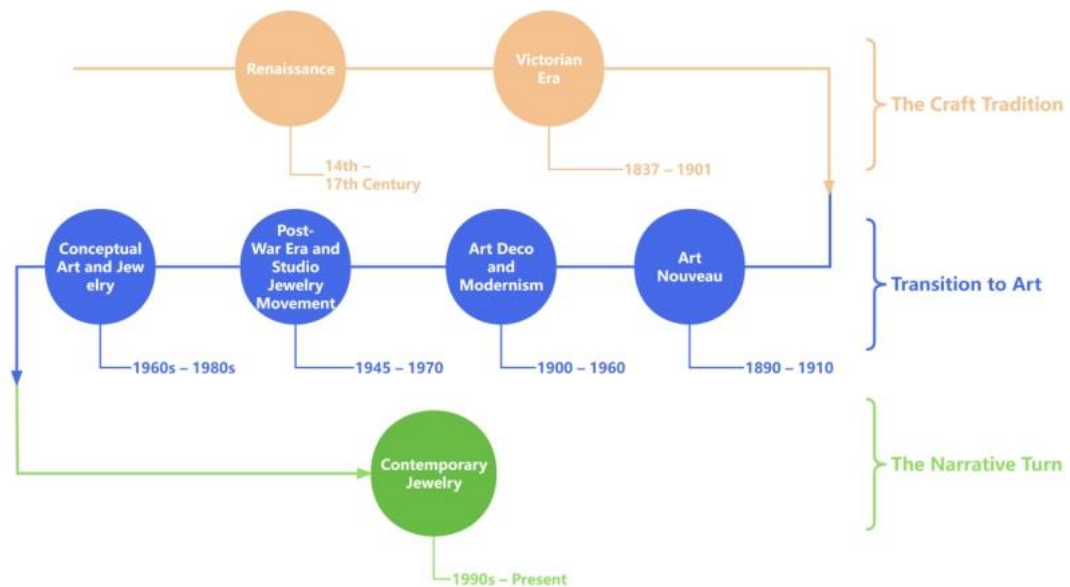 Renaissance
Victorian
Era
The Craft Tradition
14th –
17th Century
1837 – 1901
Conceptual
Art and Jew
elry
Post-
War Era and
Studio
Jewelry
Movement
Art Deco
and
Modernism
Art
Nouveau
Transition to Art
1960s – 1980s
1945 – 1970
1900 – 1960
1890 – 1910
Contemporary
Jewelry
The Narrative Turn
1990s – Present